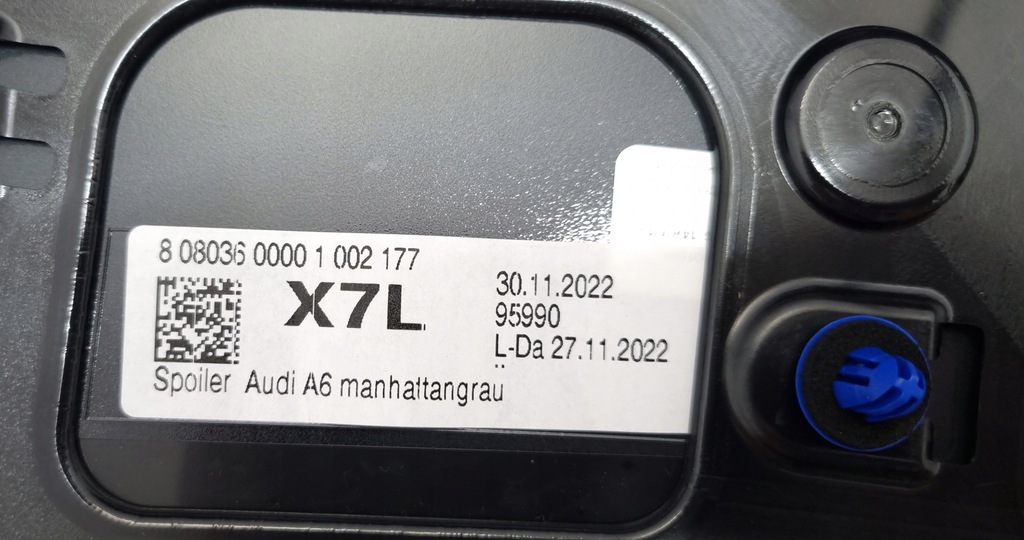 8 08036 0000 1 002 177
X7L
30.11.2022
95990
L-Da 27.11.2022
Spoiler Audi A6 manhattangrau